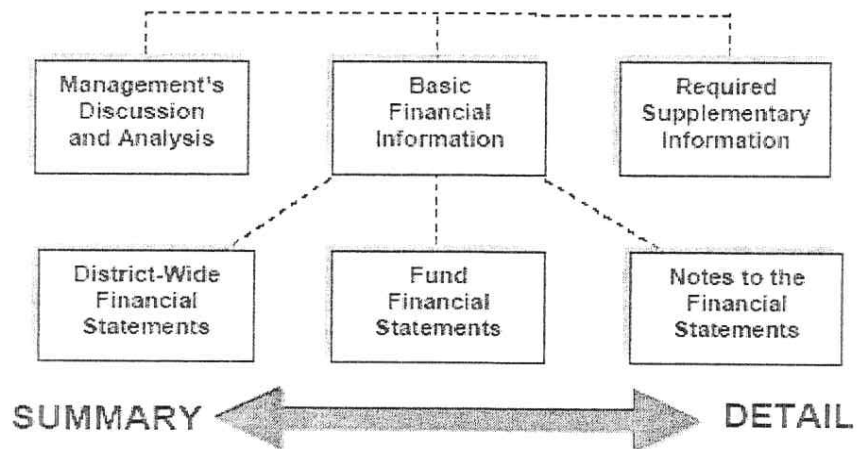 Management's
Discussion
and Analysis
Basic
Financial
Information
Required
Supplementary
Information
District-Wide
Financial
Statements
Fund
Financial
Statements
Notes to the
Financial
Statements
SUMMARY
DETAIL